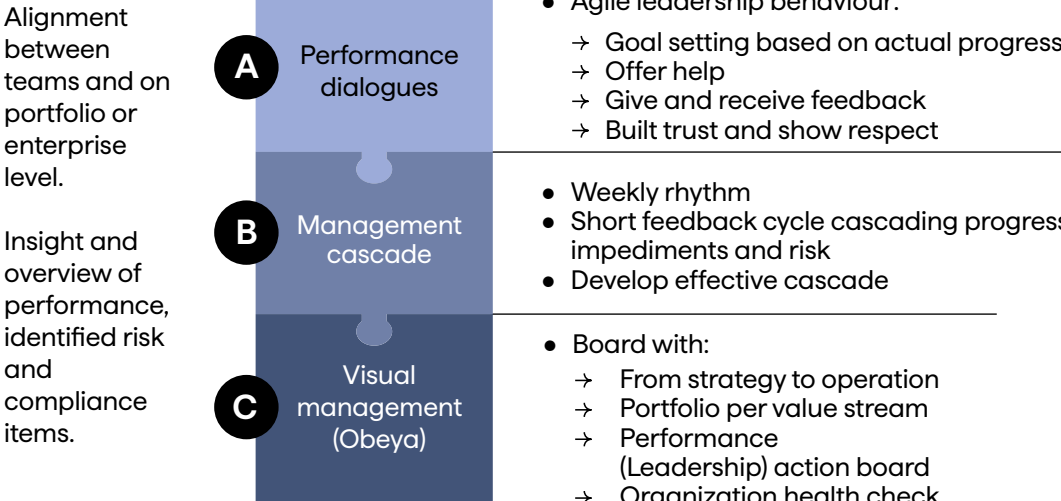 Alignment
between
teams and on
portfolio or
enterprise
level.
Insight and
overview of
performance,
identified risk
and
compliance
items.
A
Performance
dialogues
B
Management
cascade
C
Visual
management
(Obeya)
• Agile leadership behaviour:
→ Goal setting based on actual progress
→ Offer help
→ Give and receive feedback
→ Built trust and show respect
• Weekly rhythm
• Short feedback cycle cascading progress
impediments and risk
• Develop effective cascade
• Board with:
→ From strategy to operation
→ Portfolio per value stream
→ Performance
(Leadership) action board
→ Organization health check